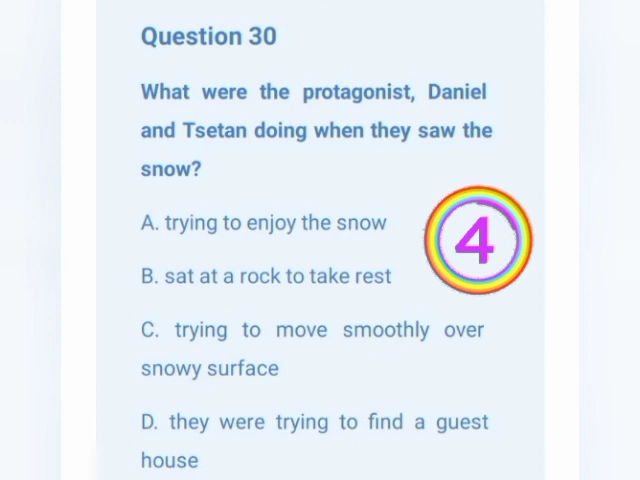 Question 30
What were the protagonist, Daniel
and Tsetan doing when they saw the
snow?
A. trying to enjoy the snow
4
B. sat at a rock to take rest
C. trying to move smoothly over
snowy surface
D. they were trying to find a guest
house